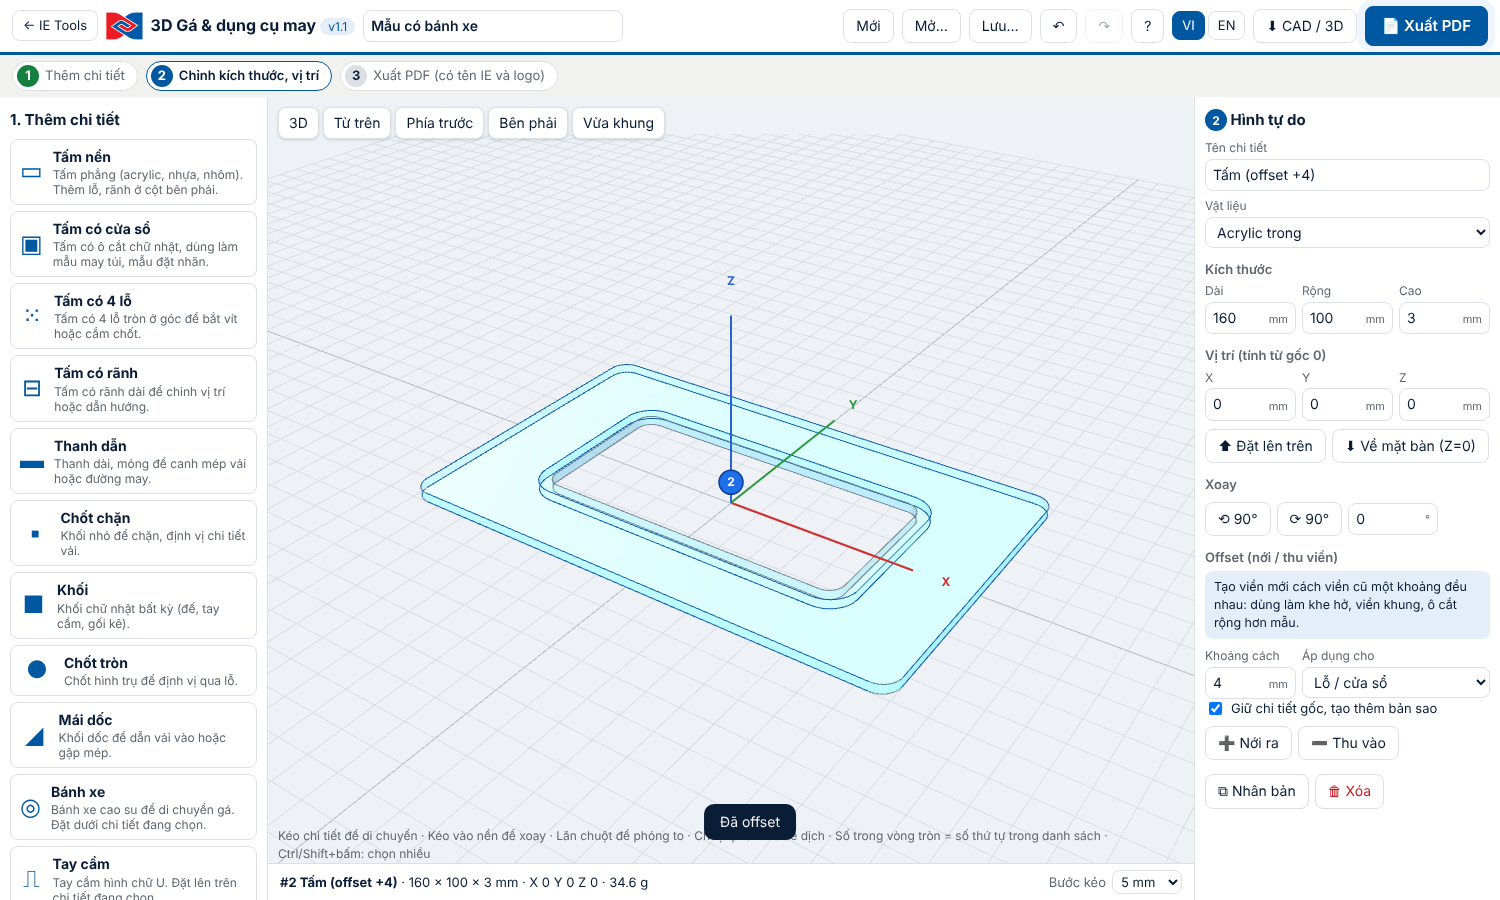 ← IE Tools
3D Gá & dụng cụ may v1.1
Mẫu có bánh xe
Mới
Mở...
Lưu...
↶
↷
?
VI
EN
⬇ CAD / 3D
📄 Xuất PDF
1 Thêm chi tiết
2 Chỉnh kích thước, vị trí
3 Xuất PDF (có tên IE và logo)
1. Thêm chi tiết
Tấm nền
Tấm phẳng (acrylic, nhựa, nhôm).
Thêm lỗ, rãnh ở cột bên phải.
Tấm có cửa sổ
Tấm có ô cắt chữ nhật, dùng làm
mẫu may túi, mẫu đặt nhãn.
Tấm có 4 lỗ
Tấm có 4 lỗ tròn ở góc để bắt vít
hoặc cắm chốt.
Tấm có rãnh
Tấm có rãnh dài để chỉnh vị trí
hoặc dẫn hướng.
Thanh dẫn
Thanh dài, mỏng để canh mép vải
hoặc đường may.
Chốt chặn
Khối nhỏ để chặn, định vị chi tiết
vải.
Khối
Khối chữ nhật bất kỳ (đế, tay
cầm, gối kê).
Chốt tròn
Chốt hình trụ để định vị qua lỗ.
Mái dốc
Khối dốc để dẫn vải vào hoặc
gập mép.
Bánh xe
Bánh xe cao su để di chuyển gá.
Đặt dưới chi tiết đang chọn.
Tay cầm
Tay cầm hình chữ U. Đặt lên trên
chi tiết đang chọn.
3D
Từ trên
Phía trước
Bên phải
Vừa khung
Z
Y
2
X
Đã offset
Kéo chi tiết để di chuyển · Kéo vào nền để xoay · Lăn chuột để phóng to · dịch · Số trong vòng tròn = số thứ tự trong danh sách ·
Ctrl/Shift+bấm: chọn nhiều
#2 Tấm (offset +4) · 160 × 100 × 3 mm · X 0 Y 0 Z 0 · 34.6 g
Bước kéo 5 mm
2 Hình tự do
Tên chi tiết
Tấm (offset +4)
Vật liệu
Acrylic trong
Kích thước
Dài Rộng Cao
160 mm 100 mm 3 mm
Vị trí (tính từ gốc 0)
X Y Z
0 mm 0 mm 0 mm
⬆ Đặt lên trên
⬇ Về mặt bàn (Z=0)
Xoay
⟲ 90° ⟳ 90° 0 °
Offset (nới / thu viền)
Tạo viền mới cách viền cũ một khoảng đều
nhau: dùng làm khe hở, viền khung, ô cắt
rộng hơn mẫu.
Khoảng cách Áp dụng cho
4 mm Lỗ / cửa sổ
Giữ chi tiết gốc, tạo thêm bản sao
➕ Nới ra ➖ Thu vào
⧉ Nhân bản 🗑 Xóa